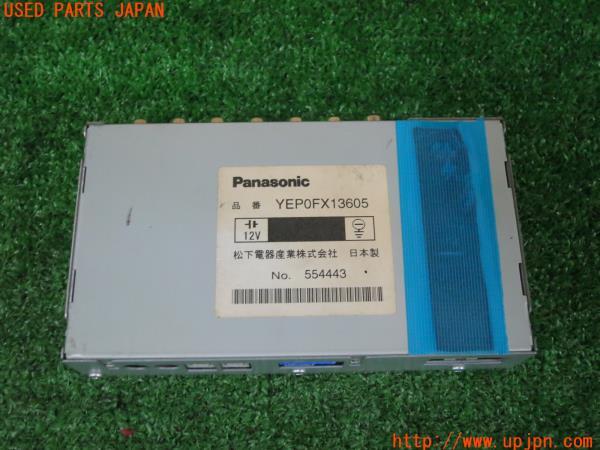 USED PARTS JAPAN
Panasonic
品 番 YEP0FX13605
12V
松下電器産業株式会社 日本製
No. 554443
http://www.upjpn.com/